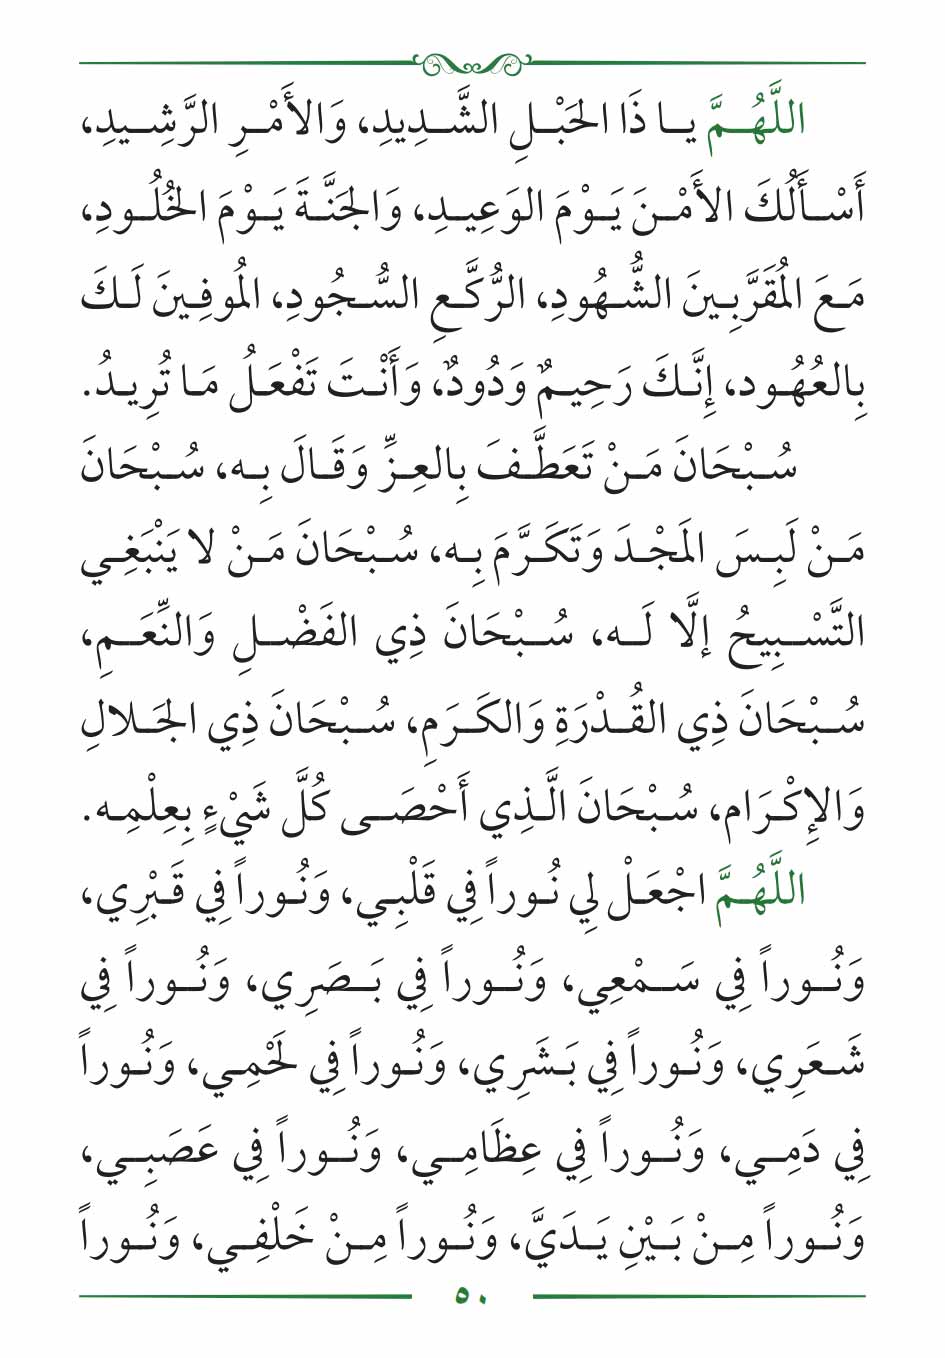 اللَّهُمَّ يا ذَا الحَبْلِ الشَّدِيدِ، وَالأَمْرِ الرَّشِيدِ،
أَسْأَلُكَ الأَمْنَ يَوْمَ الوَعِيدِ، وَالجَنَّةَ يَوْمَ الخُلُودِ،
مَعَ المُقَرَّبِينَ الشُّهُودِ، الرُّكَّعِ السُّجُودِ، المُوفِينَ لَكَ
بِالعُهُودِ، إِنَّكَ رَحِيمٌ وَدُودٌ، وَأَنْتَ تَفْعَلُ مَا تُرِيدُ.
سُبْحَانَ مَنْ تَعَطَّفَ بِالعِزِّ وَقَالَ بِه، سُبْحَانَ
مَنْ لَبِسَ المَجْدَ وَتَكَرَّمَ بِه، سُبْحَانَ مَنْ لا يَنْبَغِي
التَّسْبِيحُ إلَّا لَه، سُبْحَانَ ذِي الفَضْلِ وَالنِّعَمِ،
سُبْحَانَ ذِي القُدْرَةِ وَالكَرَمِ، سُبْحَانَ ذِي الجَلالِ
وَالإِكْرَام، سُبْحَانَ الَّذِي أَحْصَى كُلَّ شَيْءٍ بِعِلْمِه.
اللَّهُمَّ اجْعَلْ لِي نُوراً فِي قَلْبِي، وَنُوراً فِي قَبْرِي،
وَنُوراً فِي سَمْعِي، وَنُوراً فِي بَصَرِي، وَنُوراً فِي
شَعَرِي، وَنُوراً فِي بَشَرِي، وَنُوراً فِي لَحْمِي، وَنُوراً
فِي دَمِي، وَنُوراً فِي عِظَامِي، وَنُوراً فِي عَصَبِي،
وَنُوراً مِنْ بَيْنِ يَدَيَّ، وَنُوراً مِنْ خَلْفِي، وَنُوراً
٥٠